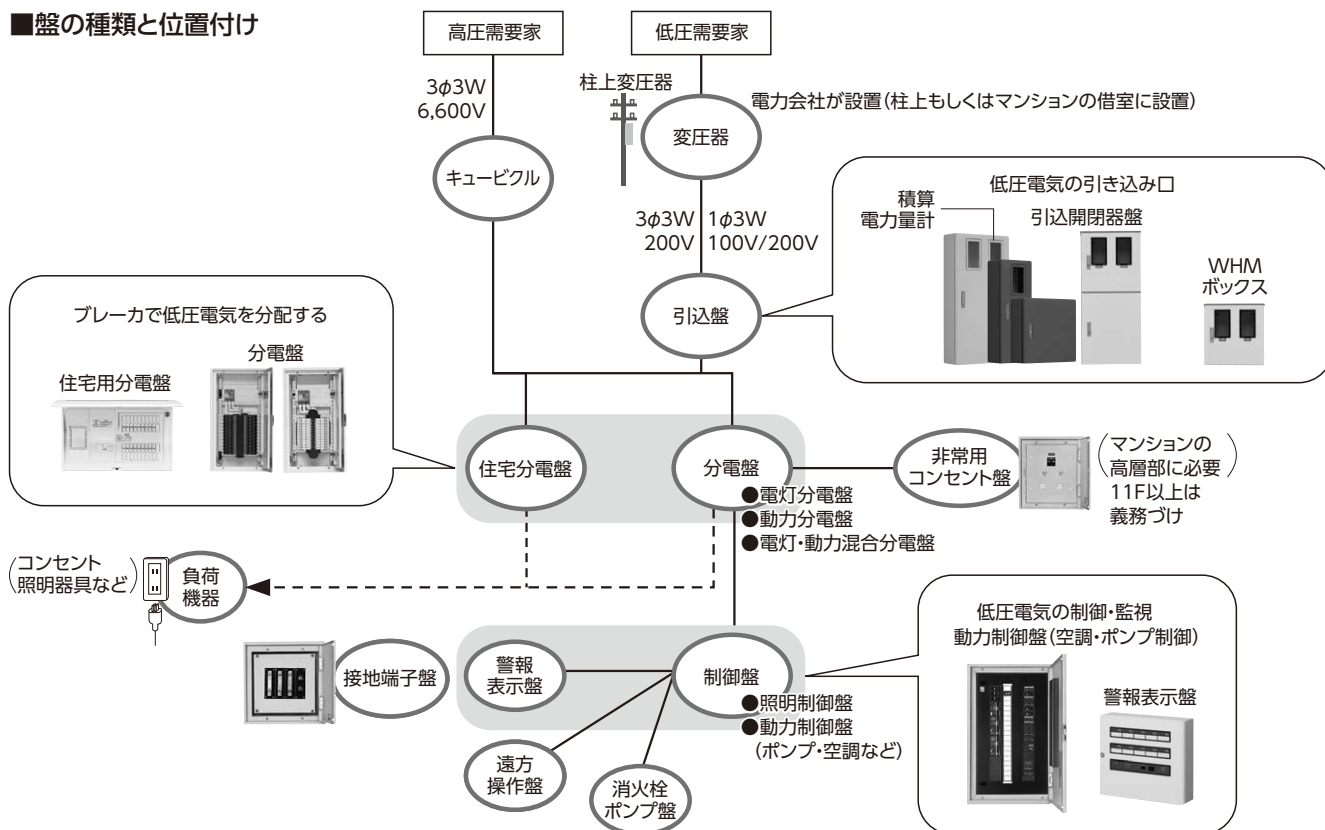 ■盤の種類と位置付け
高圧需要家
低圧需要家
3φ3W
6,600V
柱上変圧器
電力会社が設置(柱上もしくはマンションの借室に設置)
変圧器
キュービクル
低圧電気の引き込み口
積算
電力量計
引込開閉器盤
WHM
ボックス
3φ3W
200V
1φ3W
100V/200V
引込盤
ブレーカで低圧電気を分配する
分電盤
住宅用分電盤
住宅分電盤
分電盤
●電灯分電盤
●動力分電盤
●電灯・動力混合分電盤
非常用
コンセント盤
(マンションの
高層部に必要)
11F以上は
義務づけ
(コンセント
照明器具など)
負荷
機器
低圧電気の制御・監視
動力制御盤(空調・ポンプ制御)
警報表示盤
接地端子盤
警報
表示盤
制御盤
●照明制御盤
●動力制御盤
(ポンプ・空調など)
遠方
操作盤
消火栓
ポンプ盤